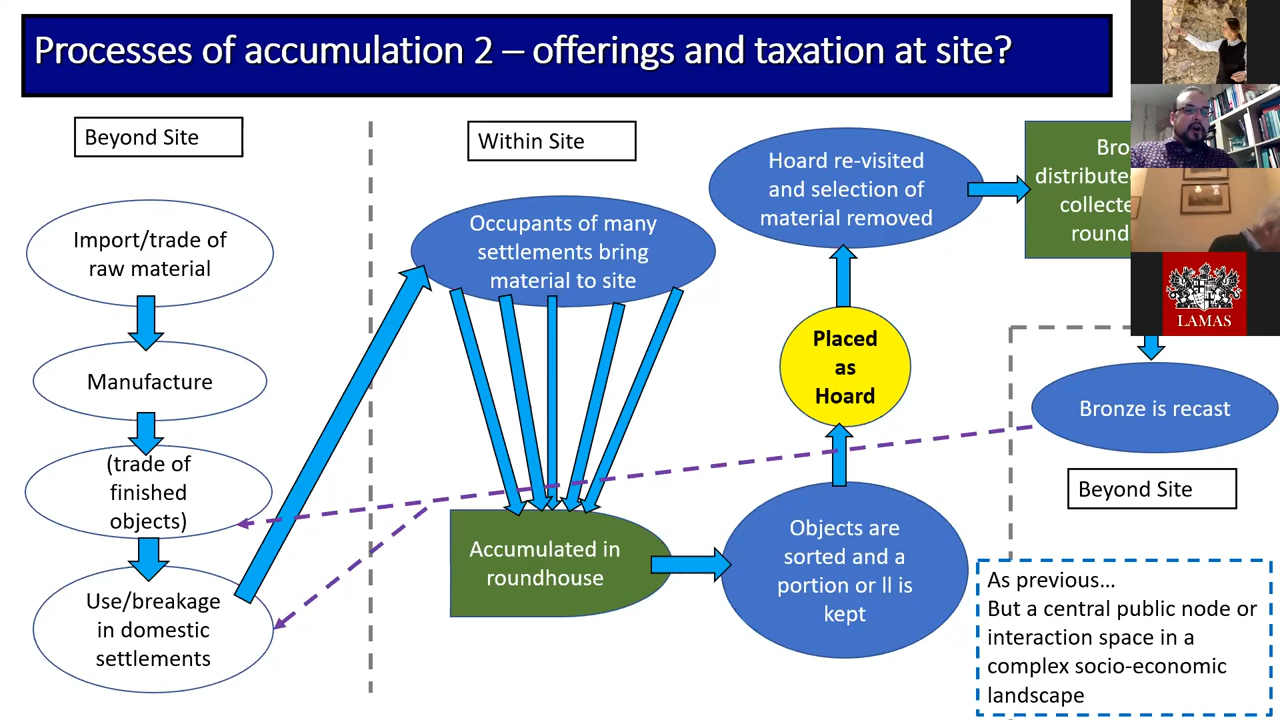 Processes of accumulation 2 – offerings and taxation at site?
Beyond Site
Import/trade of
raw material
Manufacture
(trade of
finished
objects)
Use/breakage
in domestic
settlements
Within Site
Occupants of many
settlements bring
material to site
Accumulated in
roundhouse
Objects are
sorted and a
portion or ll is
kept
Placed
as
Hoard
Hoard re-visited
and selection of
material removed
LAMAS
Bronze is recast
Beyond Site
As previous...
But a central public node or
interaction space in a
complex socio-economic
landscape